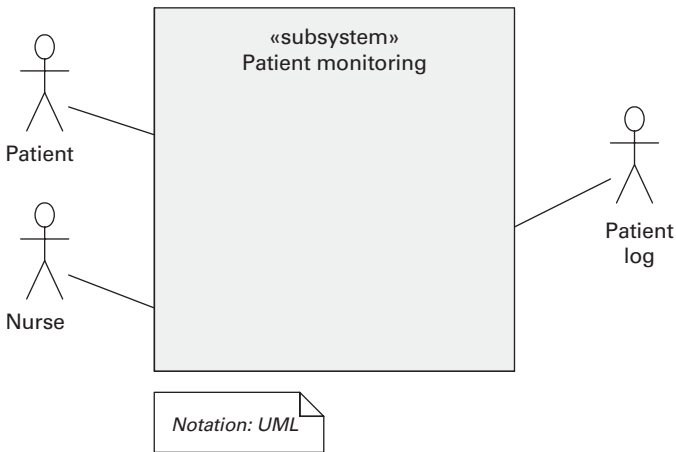 «subsystem»
Patient monitoring
Patient
Nurse
Patient
log
Notation: UML